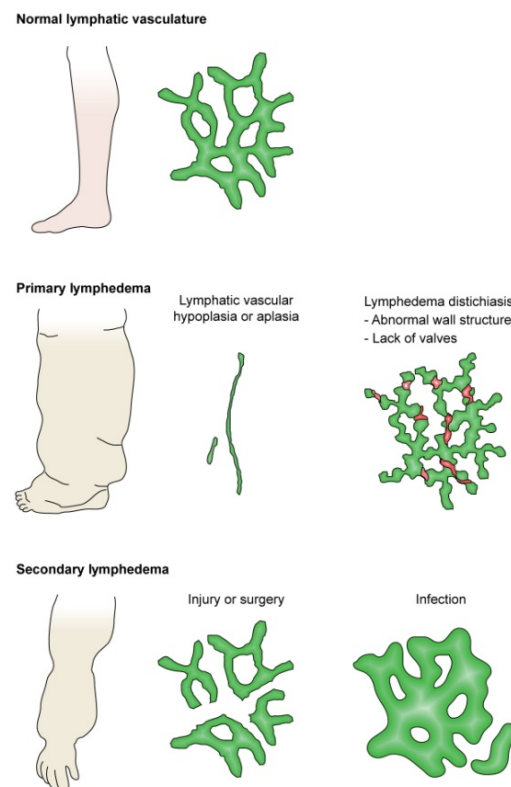 Normal lymphatic vasculature
Primary lymphedema
Lymphatic vascular
hypoplasia or aplasia
Lymphedema distichiasis
- Abnormal wall structure
- Lack of valves
Secondary lymphedema
Injury or surgery
Infection